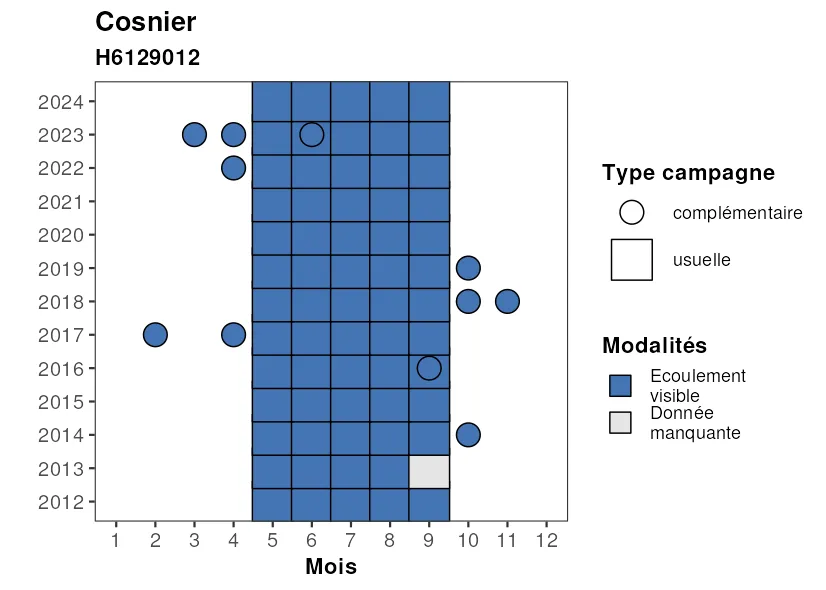 Cosnier
H6129012
2024
2023
2022
2021
2020
2019
2018
2017
2016
2015
2014
2013
2012
1 2 3 4 5 6 7 8 9 10 11 12
Mois
Type campagne
complémentaire
usuelle
Modalités
Ecoulement
visible
Donnée
manquante